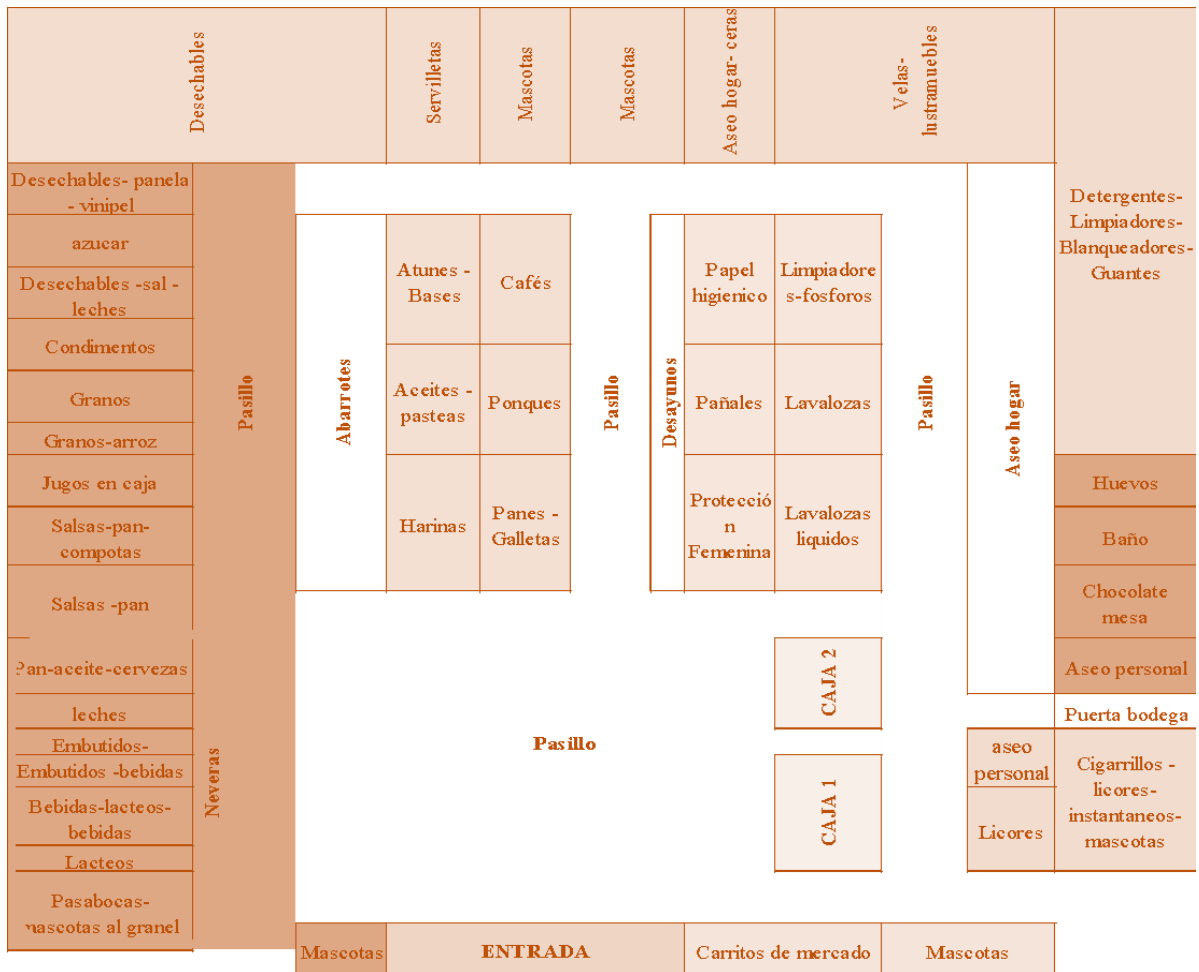 Desechables
Servilletas
Mascotas
Mascotas
Aseo hogar- ceras
Velas-
lustramuebles
Desechables- panela
- vinipel
azucar
Desechables -sal -
leches
Condimentos
Granos
Granos-arroz
Jugos en caja
Salsas-pan-
compotas
Salsas -pan
Pan-aceite-cervezas
leches
Embutidos-
Embutidos -bebidas
Bebidas-lacteos-
bebidas
Lacteos
Pasabocas-
mascotas al granel
Pasillo
Neveras
Abarrotes
Atunes -
Bases
Cafés
Aceites -
pasteas
Ponques
Harinas
Panes -
Galletas
Pasillo
Desayunos
Papel
higienico
Limpiadore
s-fosforos
Pañales
Lavalozas
Protecció
n
Femenina
Lavalozas
liquidos
Pasillo
Aseo hogar
Detergentes-
Limpiadores-
Blanqueadores-
Guantes
Huevos
Baño
Chocolate
mesa
Aseo personal
Puerta bodega
Pasillo
CAJA 2
CAJA 1
aseo
personal
Licores
Cigarrillos -
licores-
instantaneos-
mascotas
Mascotas
ENTRADA
Carritos de mercado
Mascotas